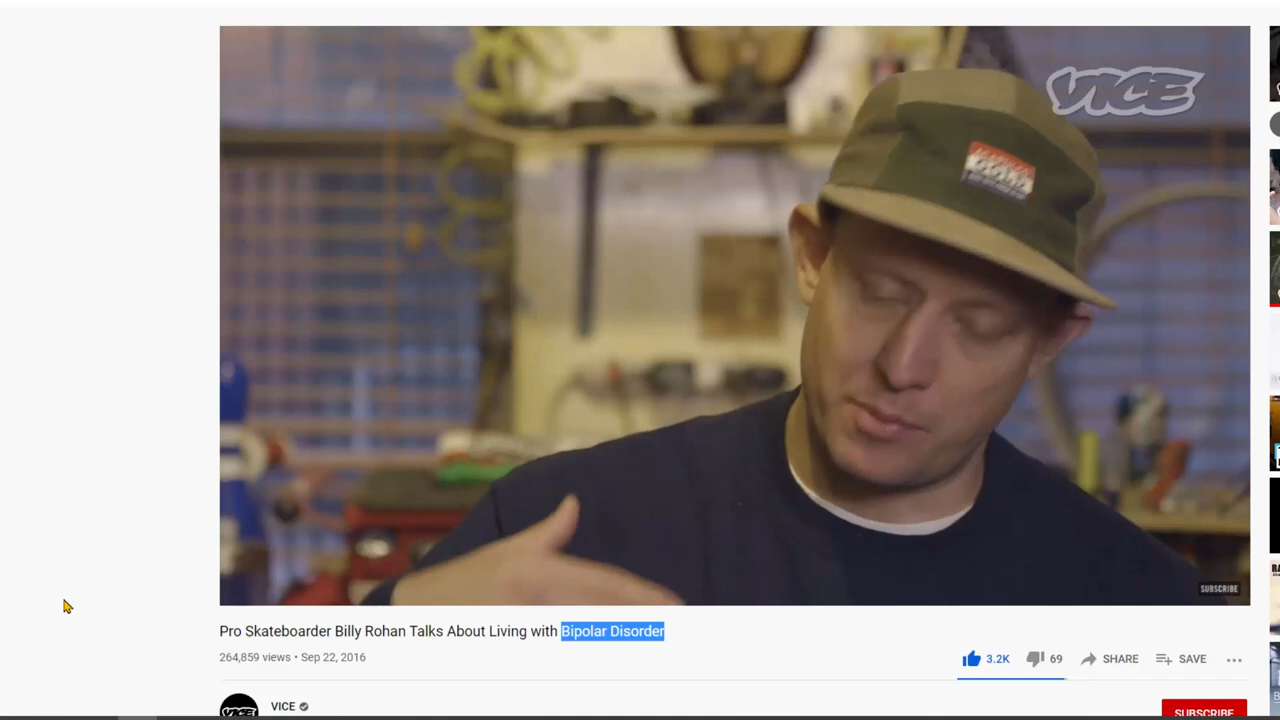 VICE
SUBSCRIBE
Pro Skateboarder Billy Rohan Talks About Living with Bipolar Disorder
264,859 views • Sep 22, 2016
3.2K
69
SHARE
SAVE
VICE
VICE
SUBSCRIBE